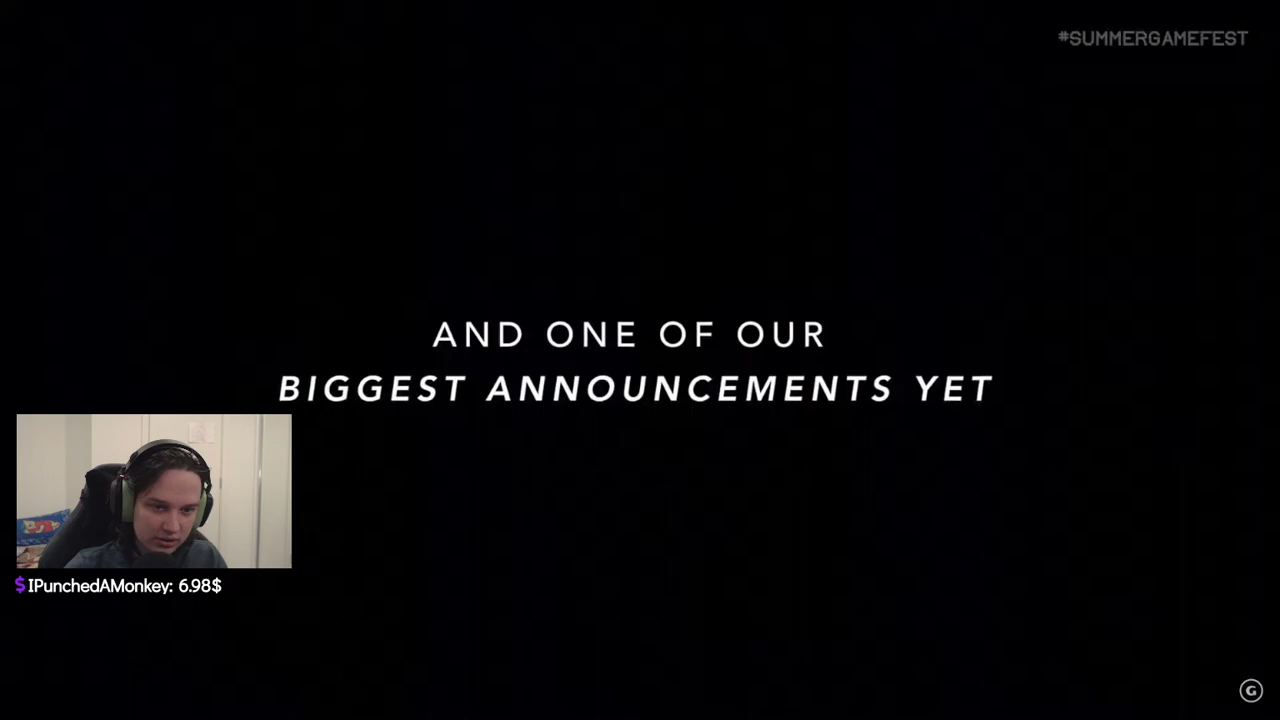 #SUMMERGAMEFEST
AND ONE OF OUR
BIGGEST ANNOUNCEMENTS YET
$ IPunchedAMonkey: 6.98$
G